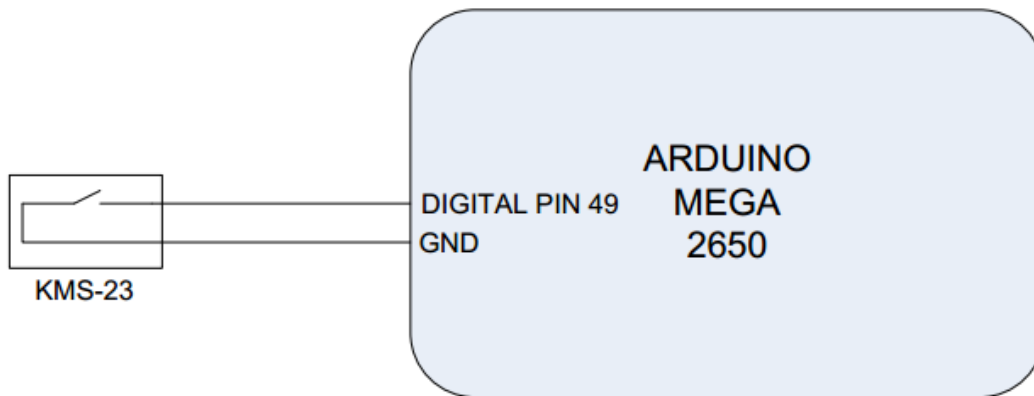 ARDUINO
MEGA
2650
DIGITAL PIN 49
GND
KMS-23